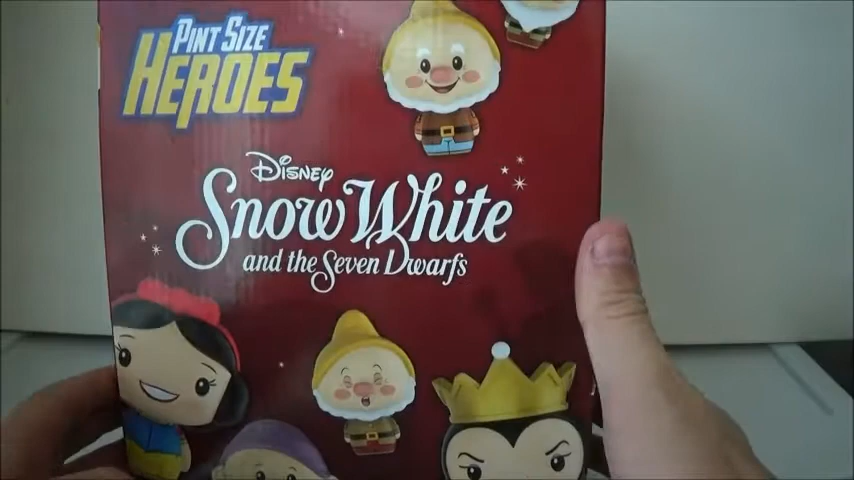 PINT SIZE
HEROES
DISNEY
Snow White
and the Seven Dwarfs